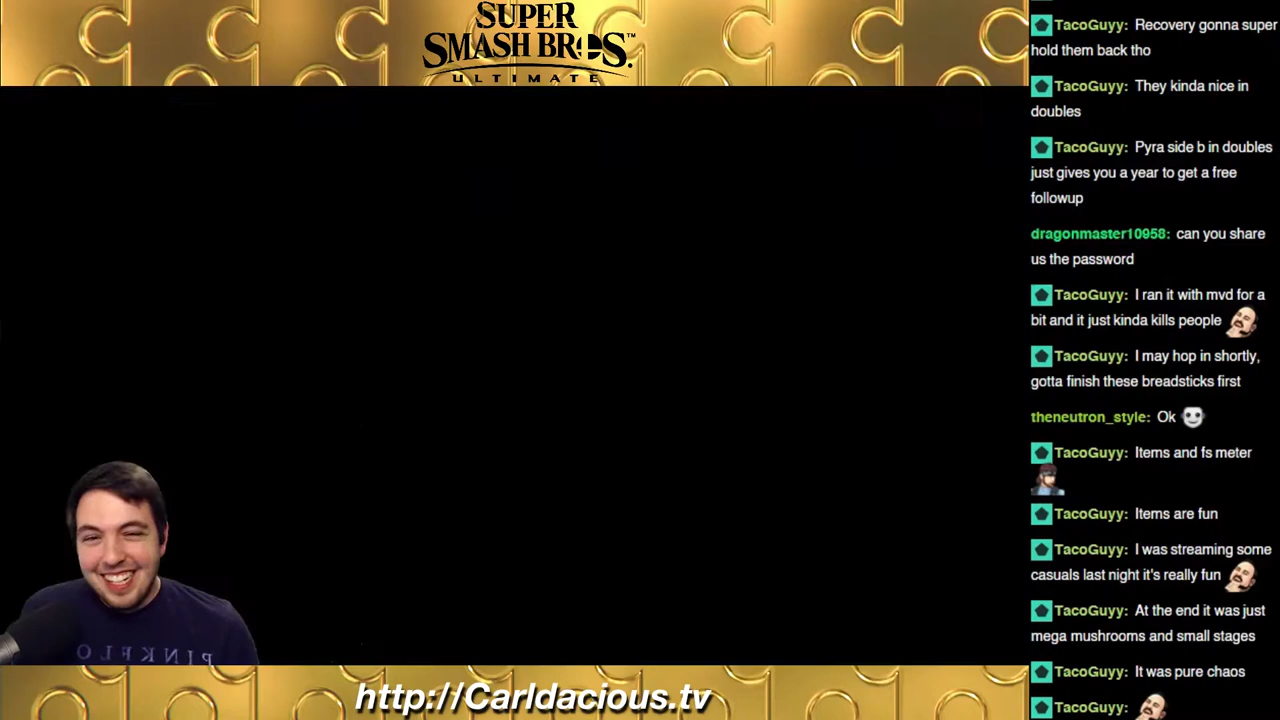 SUPER
SMASH BROS.™
ULTIMATE
TacoGuyy: Recovery gonna super
hold them back tho
TacoGuyy: They kinda nice in
doubles
TacoGuyy: Pyra side b in doubles
just gives you a year to get a free
followup
dragonmaster10958: can you share
us the password
TacoGuyy: I ran it with mvd for a
bit and it just kinda kills people
TacoGuyy: I may hop in shortly,
gotta finish these breadsticks first
theneutron_style: Ok
TacoGuyy: Items and fs meter
TacoGuyy: Items are fun
TacoGuyy: I was streaming some
casuals last night it's really fun
TacoGuyy: At the end it was just
mega mushrooms and small stages
TacoGuyy: It was pure chaos
TacoGuyy:
PINK FLO
http://Carldacious.tv